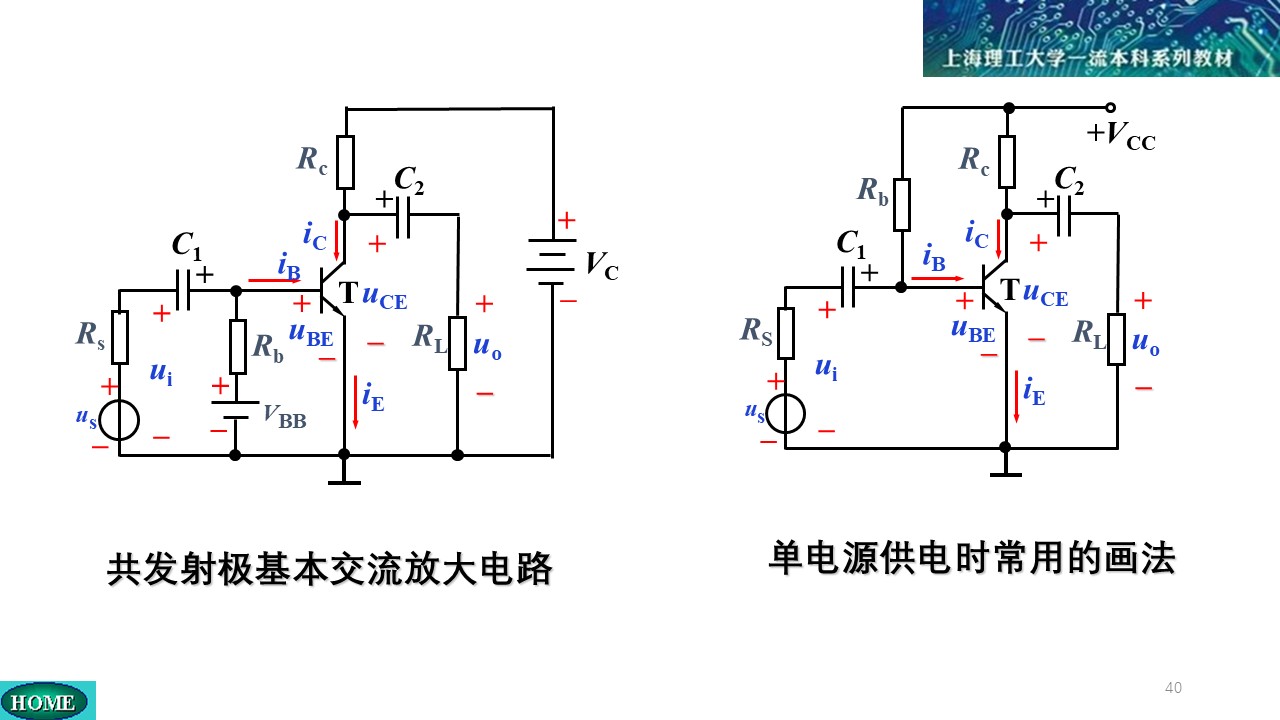 上海理工大学一流本科系列教材
Rc
C2
+
iC
+
C1
+
iB
T
uCE
+
VC
+
+
uBE
Rs
Rb
RL
uo
ui
+
+
iE
us
VBB
共发射极基本交流放大电路
+VCC
Rc
C2
+
Rb
iC
+
C1
+
iB
T
uCE
+
+
+
uBE
RS
RL
uo
ui
+
iE
us
单电源供电时常用的画法
HOME
40